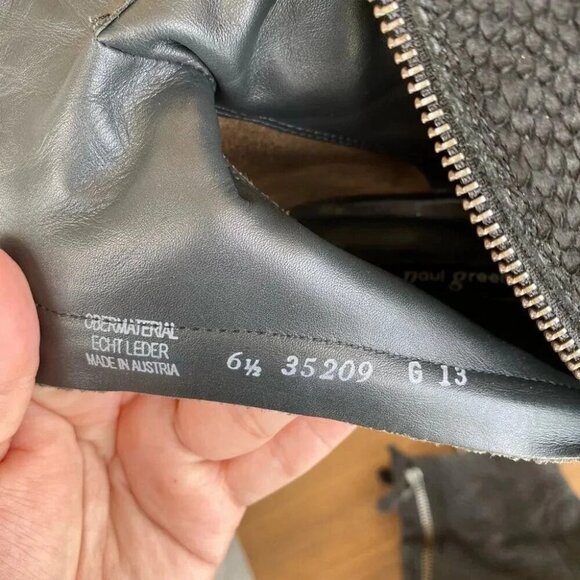 paul green
OBERMATERIAL
ECHT LEDER
MADE IN AUSTRIA
6½ 35209 G 13